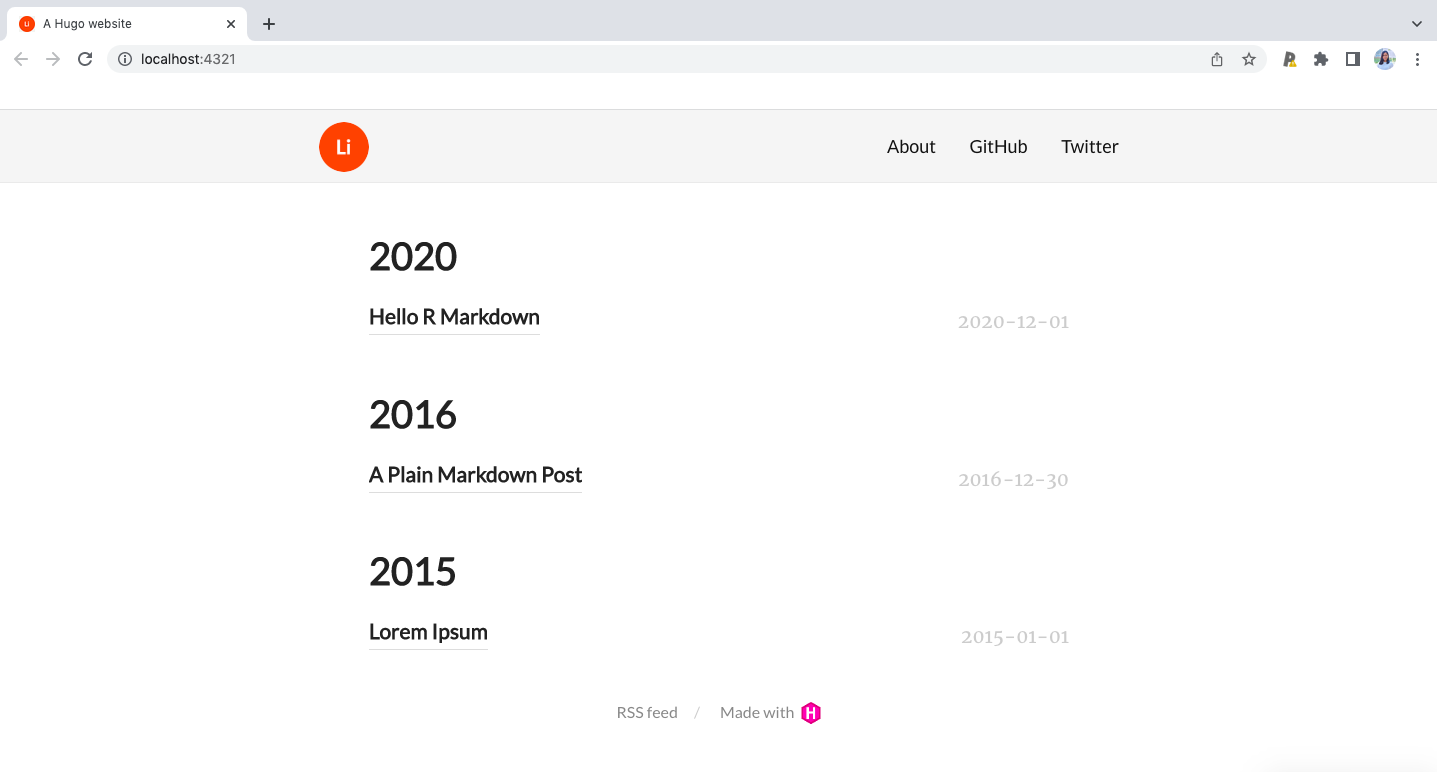 A Hugo website
localhost:4321
Li
About GitHub Twitter
2020
Hello R Markdown 2020-12-01
2016
A Plain Markdown Post 2016-12-30
2015
Lorem Ipsum 2015-01-01
RSS feed / Made with H